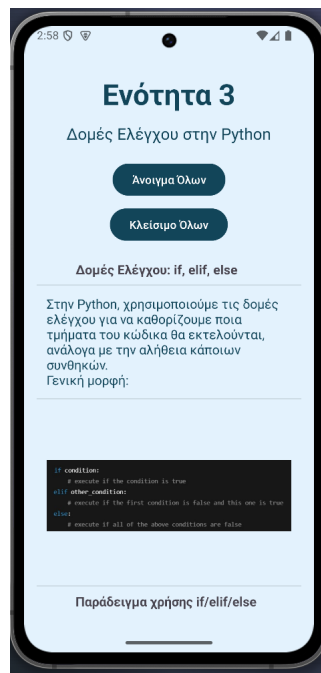 2:58
Ενότητα 3
Δομές Ελέγχου στην Python
Άνοιγμα Όλων
Κλείσιμο Όλων
Δομές Ελέγχου: if, elif, else
Στην Python, χρησιμοποιούμε τις δομές
ελέγχου για να καθορίζουμε ποια
τμήματα του κώδικα θα εκτελούνται,
ανάλογα με την αλήθεια κάποιων
συνθηκών.
Γενική μορφή:
if condition:
# execute if the condition is true
elif other_condition:
# execute if the first condition is false and this one is true
else:
# execute if all of the above conditions are false
Παράδειγμα χρήσης if/elif/else